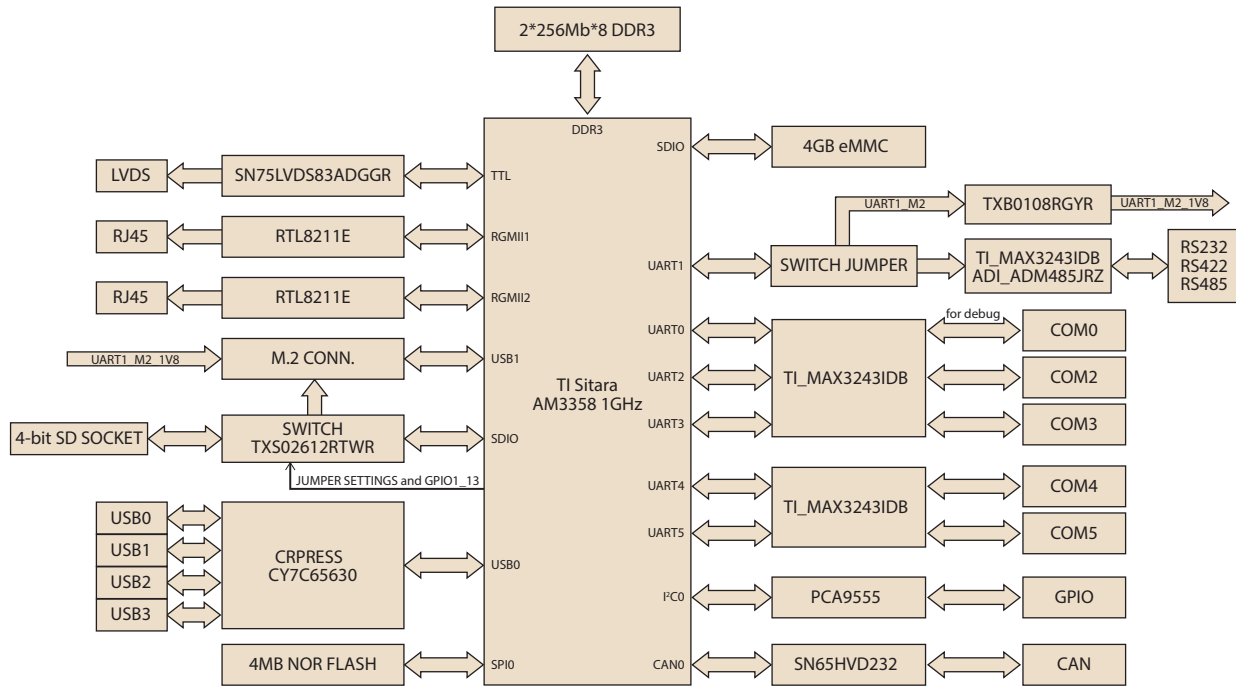 2*256Mb*8 DDR3
DDR3
LVDS
SN75LVDS83ADGGR
TTL
RJ45
RTL8211E
RGMII1
RJ45
RTL8211E
RGMII2
UART1_M2_1V8
M.2 CONN.
USB1
4-bit SD SOCKET
SWITCH
TXS02612RTWR
SDIO
JUMPER SETTINGS and GPIO1_13
USB0
USB1
USB2
USB3
CRPRESS
CY7C65630
USB0
4MB NOR FLASH
SPI0
TI Sitara
AM3358 1GHz
SDIO
4GB eMMC
UART1
SWITCH JUMPER
UART1_M2
TXB0108RGYR
UART1_M2_1V8
TI_MAX3243IDB
ADI_ADM485JRZ
RS232
RS422
RS485
UART0
UART2
UART3
TI_MAX3243IDB
for debug
COM0
COM2
COM3
UART4
UART5
TI_MAX3243IDB
COM4
COM5
I²C0
PCA9555
GPIO
CAN0
SN65HVD232
CAN